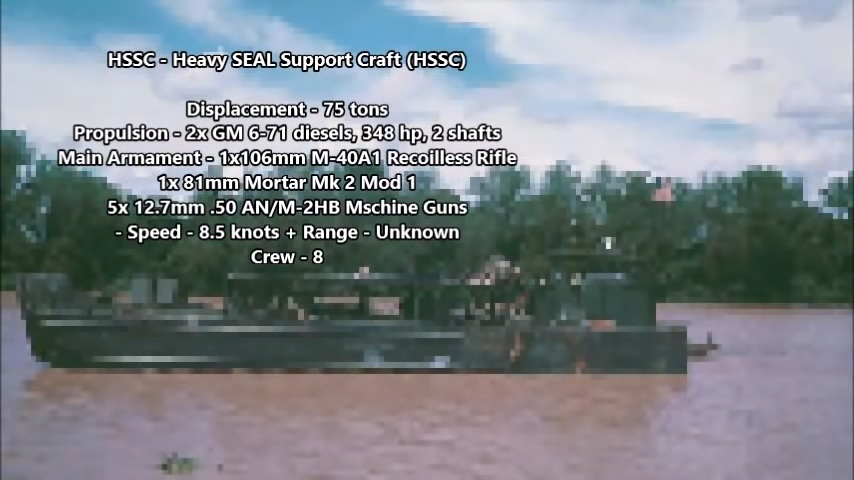 HSSC - Heavy SEAL Support Craft (HSSC)
Displacement - 75 tons
Propulsion - 2x GM 6-71 diesels, 348 hp, 2 shafts
Main Armament - 1x106mm M-40A1 Recoilless Rifle
1x 81mm Mortar Mk 2 Mod 1
5x 12.7mm .50 AN/M-2HB Mschine Guns
- Speed - 8.5 knots + Range - Unknown
Crew - 8